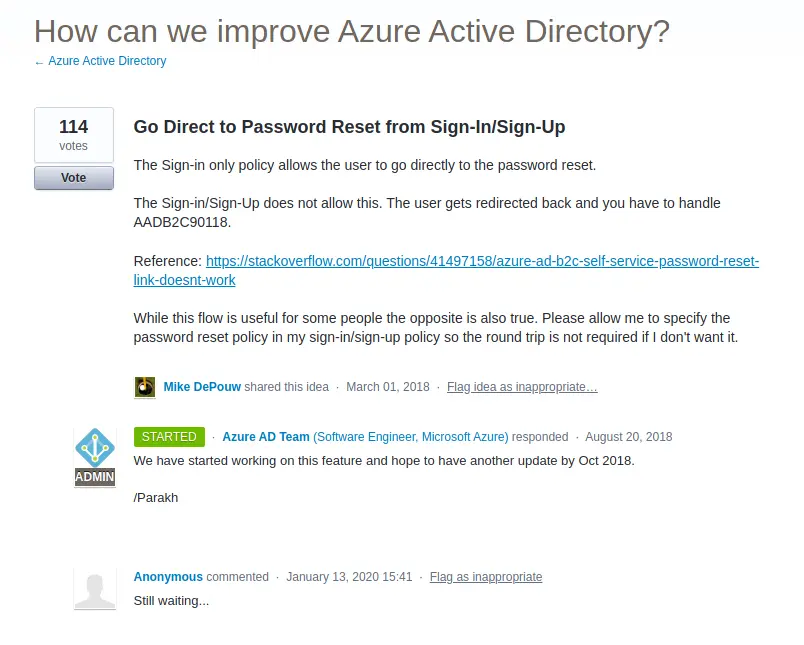 How can we improve Azure Active Directory?
← Azure Active Directory
114
votes
Vote
Go Direct to Password Reset from Sign-In/Sign-Up
The Sign-in only policy allows the user to go directly to the password reset.
The Sign-in/Sign-Up does not allow this. The user gets redirected back and you have to handle
AADB2C90118.
Reference: https://stackoverflow.com/questions/41497158/azure-ad-b2c-self-service-password-reset-
link-doesnt-work
While this flow is useful for some people the opposite is also true. Please allow me to specify the
password reset policy in my sign-in/sign-up policy so the round trip is not required if I don't want it.
Mike DePouw shared this idea · March 01, 2018 · Flag idea as inappropriate…
STARTED · Azure AD Team (Software Engineer, Microsoft Azure) responded · August 20, 2018
ADMIN
We have started working on this feature and hope to have another update by Oct 2018.
/Parakh
Anonymous commented · January 13, 2020 15:41 · Flag as inappropriate
Still waiting...